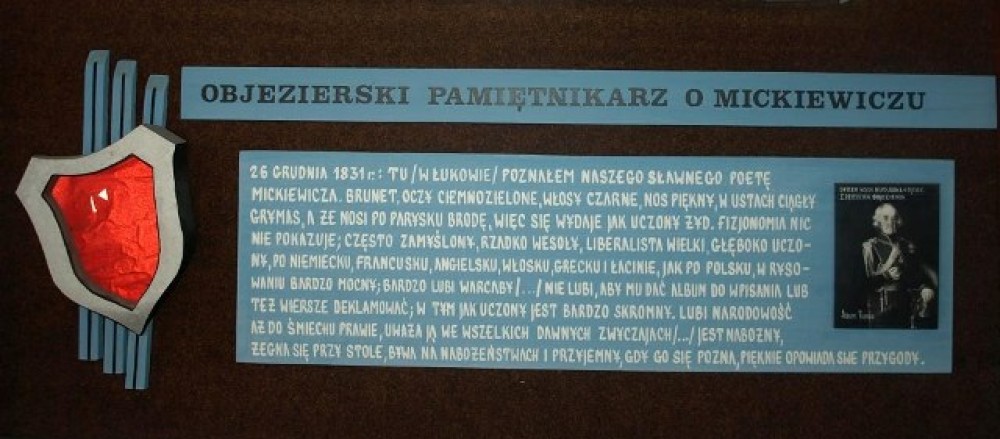 OBJEZIERSKI PAMIĘTNIKARZ O MICKIEWICZU
26 GRUDNIA 1831 r.: TU /W ŁUKOWIE/ POZNAŁEM NASZEGO SŁAWNEGO POETĘ
MICKIEWICZA. BRUNET, OCZY CIEMNOZIELONE, WŁOSY CZARNE, NOS PIĘKNY, W USTACH CIĄGŁY
GRYMAS, A ŻE NOSI PO PARYSKU BRODĘ, WIĘC SIĘ WYDAJE JAK UCZONY ŻYD. FIZJONOMIA NIC
NIE POKAZUJE; CZĘSTO ZAMYŚLONY, RZADKO WESOŁY, LIBERALISTA WIELKI, GŁĘBOKO UCZO-
NY, PO NIEMIECKU, FRANCUSKU, ANGIELSKU, WŁOSKU, GRECKU I ŁACINIE, JAK PO POLSKU, W RYSO-
WANIU BARDZO MOCNY; BARDZO LUBI WARCABY /.../ NIE LUBI, ABY MU DAĆ ALBUM DO WPISANIA LUB
TEŻ WIERSZE DEKLAMOWAĆ; W TYM JAK UCZONY JEST BARDZO SKROMNY. LUBI NARODOWOŚĆ
AŻ DO ŚMIECHU PRAWIE, UWAŻA JĄ WE WSZELKICH DAWNYCH ZWYCZAJACH /.../ JEST NABOŻNY,
ŻEGNA SIĘ PRZY STOLE, BYWA NA NABOŻEŃSTWACH I PRZYJEMNY, GDY GO SIĘ POZNA, PIĘKNIE OPOWIADA SWE PRZYGODY.